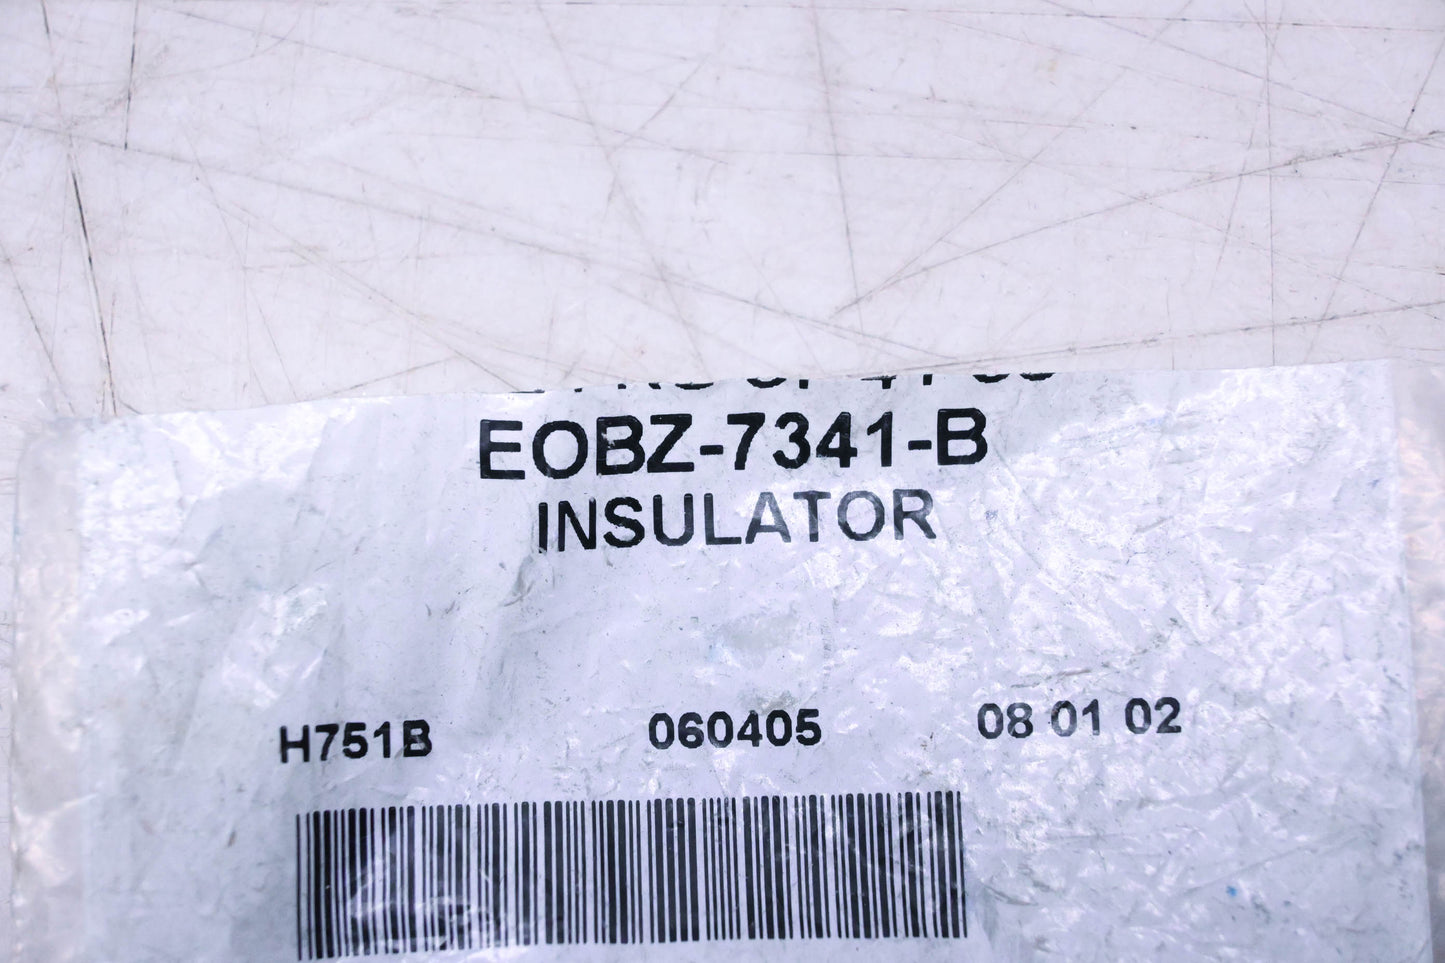 EOBZ-7341-B
INSULATOR
H751B 060405 08 01 02